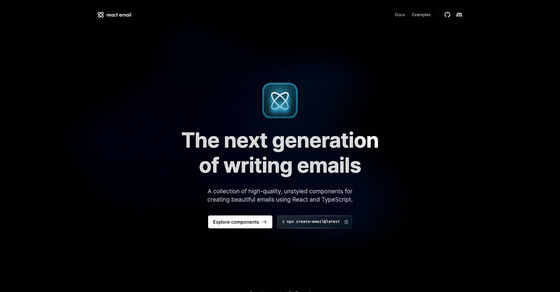 react email
Docs
Examples
The next generation
of writing emails
A collection of high-quality, unstyled components for
creating beautiful emails using React and TypeScript.
Explore components
$ npx create-email@latest